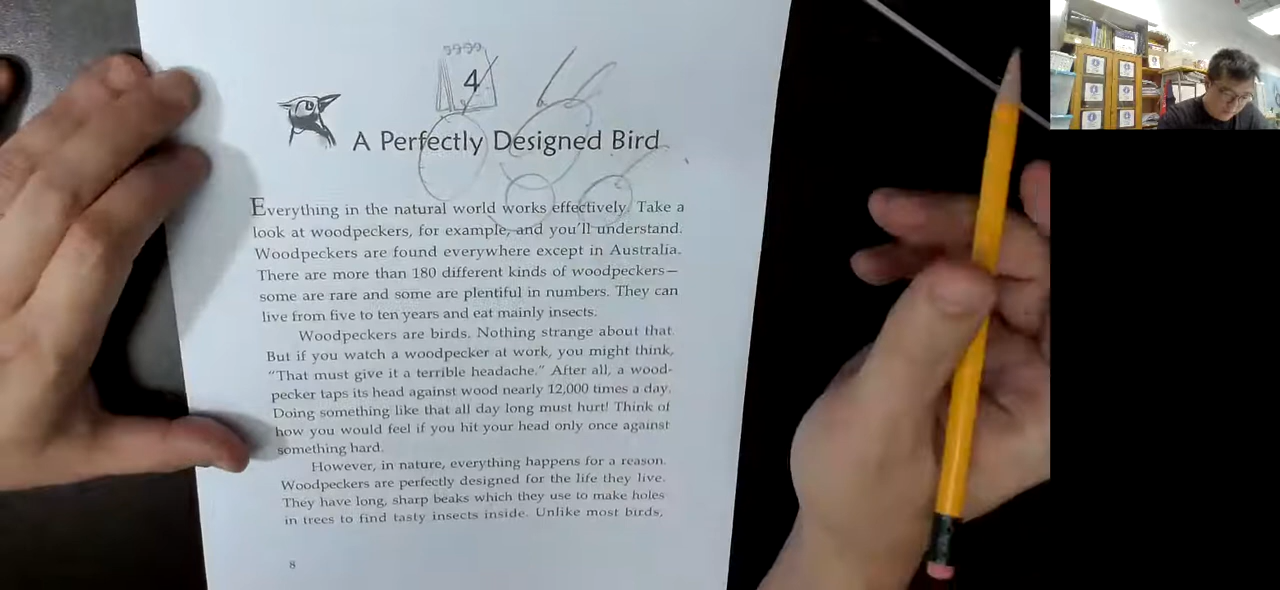 9999
4
A Perfectly Designed Bird
Everything in the natural world works effectively. Take a
look at woodpeckers, for example, and you'll understand.
Woodpeckers are found everywhere except in Australia.
There are more than 180 different kinds of woodpeckers—
some are rare and some are plentiful in numbers. They can
live from five to ten years and eat mainly insects.
Woodpeckers are birds. Nothing strange about that.
But if you watch a woodpecker at work, you might think,
"That must give it a terrible headache." After all, a wood-
pecker taps its head against wood nearly 12,000 times a day.
Doing something like that all day long must hurt! Think of
how you would feel if you hit your head only once against
something hard.
However, in nature, everything happens for a reason.
Woodpeckers are perfectly designed for the life they live.
They have long, sharp beaks which they use to make holes
in trees to find tasty insects inside. Unlike most birds,
8